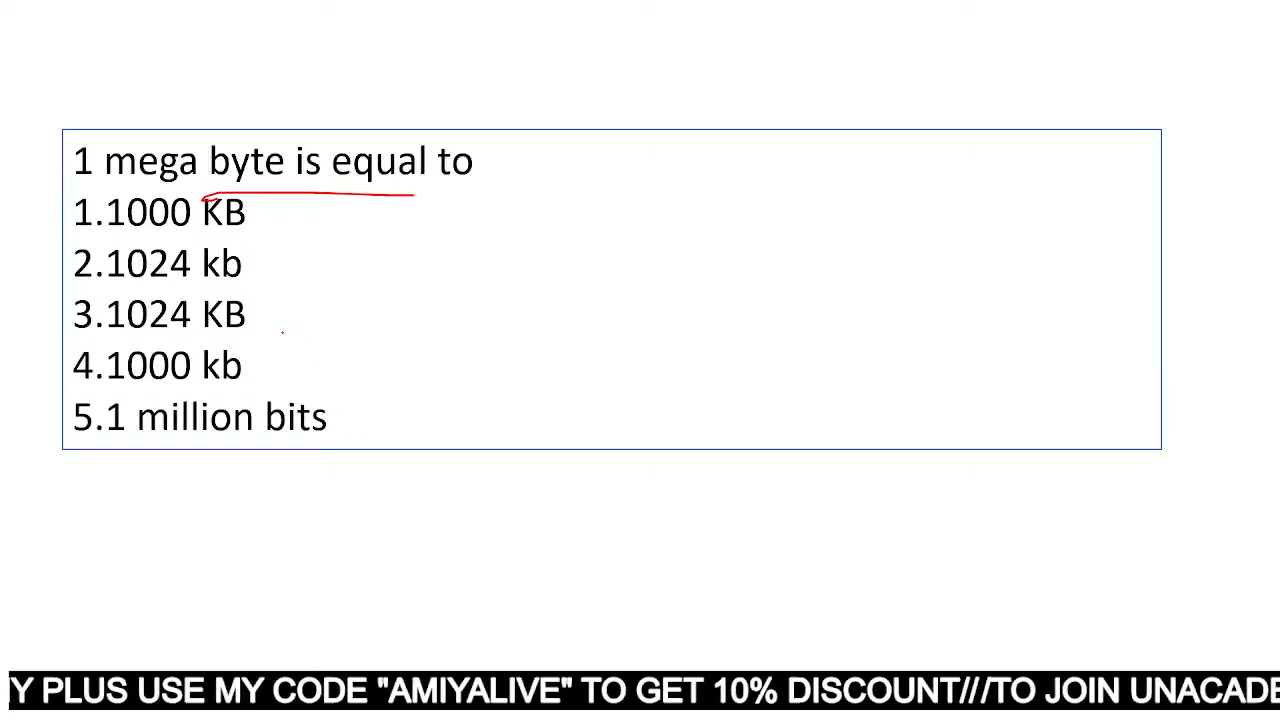 1 mega byte is equal to
1.1000 KB
2.1024 kb
3.1024 KB
4.1000 kb
5.1 million bits
Y PLUS USE MY CODE "AMIYALIVE" TO GET 10% DISCOUNT///TO JOIN UNACADE